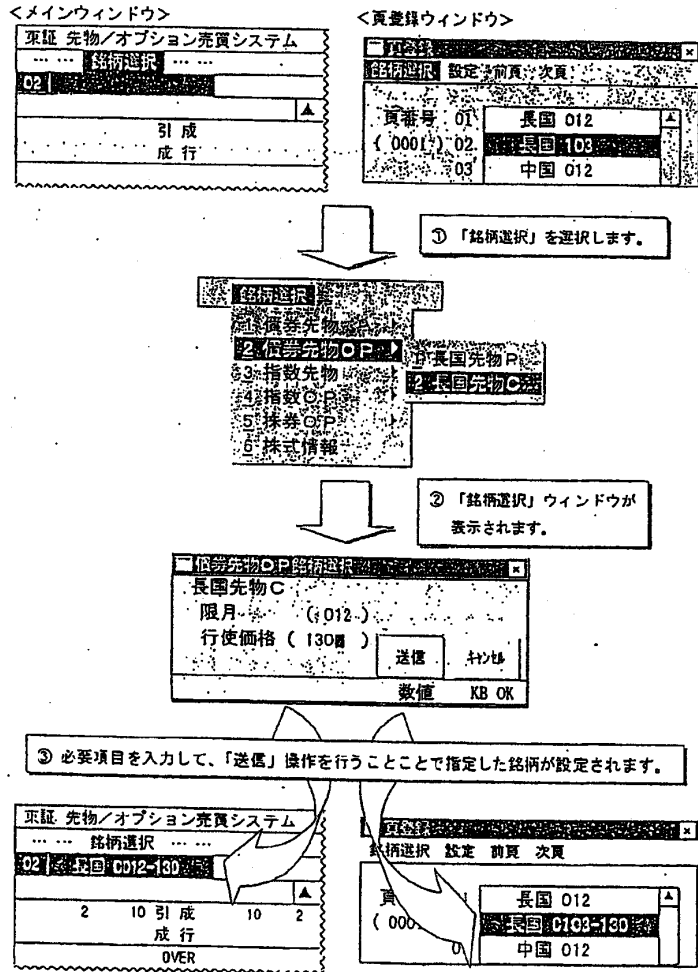 <メインウィンドウ>
東証 先物/オプション売買システム
… … 銘柄選択 … …
02
引 成
成 行
<頁登録ウィンドウ>
頁登録
銘柄選択 設定 前頁 次頁
頁番号 01 長国 012
( 0001 ) 02 長国 103
03 中国 012
① 「銘柄選択」を選択します。
銘柄選択
1 債券先物
2 債券先物OP
3 指数先物
4 指数OP
5 株券OP
6 株式情報
長国先物P
2 長国先物C
② 「銘柄選択」ウィンドウが
表示されます。
債券先物OP銘柄選択
長国先物C
限月 ( 012 )
行使価格 ( 130 )
送信 キャンセル
数値 KB OK
③ 必要項目を入力して、「送信」操作を行うことことで指定した銘柄が設定されます。
東証 先物/オプション売買システム
… … 銘柄選択 … …
02 長国 C012-130
2 10 引 成 10 2
成 行
OVER
頁登録
銘柄選択 設定 前頁 次頁
長国 012
長国 C103-130
中国 012